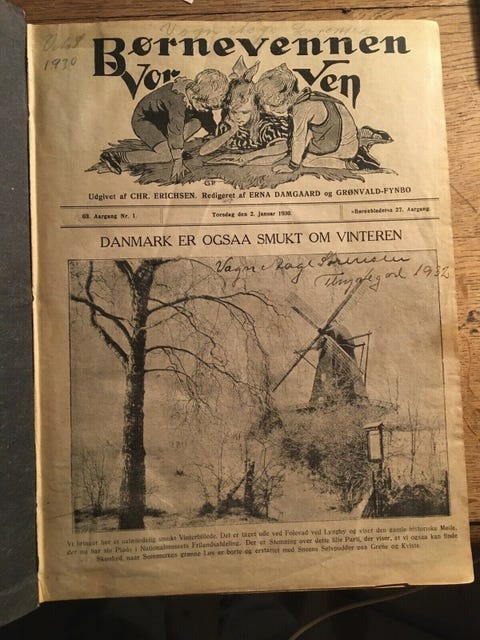 1930
Børnevennen
Vor Ven
Udgivet af CHR. ERICHSEN. Redigeret af ERNA DAMGAARD og GRØNVALD-FYNBO
63. Aargang Nr. 1. Torsdag den 2. Januar 1930. »Børnebladet«s 27. Aargang.
DANMARK ER OGSAA SMUKT OM VINTEREN
Vagn Aage
1932
Vi bringer her et ualmindelig smukt Vinterbillede. Det er taget ude ved Folevad ved Lyngby og viser den gamle historiske Mølle,
der nu har sin Plads i Nationalmuseets Frilandsafdeling. Der er Stemning over dette lille Parti, der viser, at vi ogsaa kan finde
Skønhed, naar Sommerens grønne Løv er borte og erstattet med Sneens Sølvpudder paa Grene og Kviste.